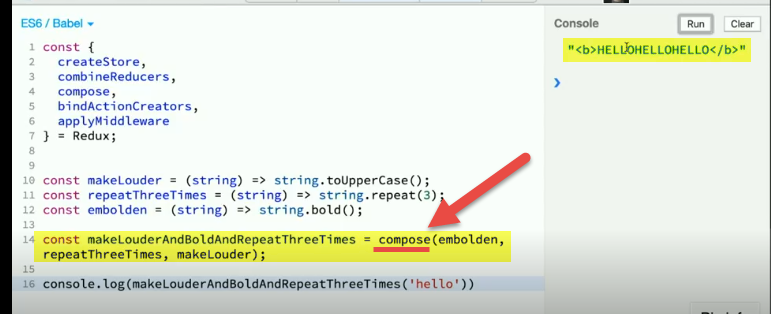 ES6 / Babel
Console
Run
Clear
1 const {
2 createStore,
3 combineReducers,
4 compose,
5 bindActionCreators,
6 applyMiddleware
7 } = Redux;
8
9
10 const makeLouder = (string) => string.toUpperCase();
11 const repeatThreeTimes = (string) => string.repeat(3);
12 const embolden = (string) => string.bold();
13
14 const makeLouderAndBoldAndRepeatThreeTimes = compose(embolden,
repeatThreeTimes, makeLouder);
15
16 console.log(makeLouderAndBoldAndRepeatThreeTimes('hello'))
"<b>HELLOHELLOHELLO</b>"